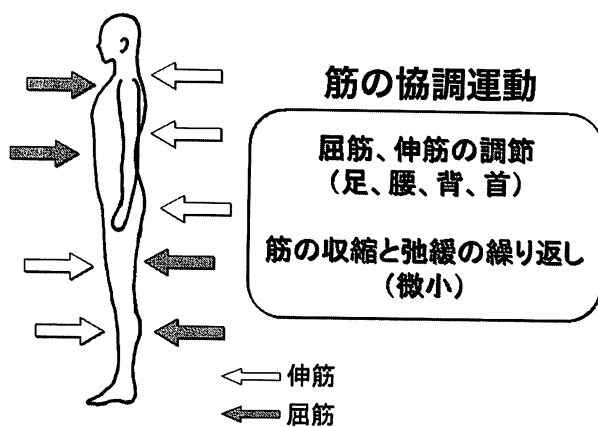 筋の協調運動
屈筋、伸筋の調節
(足、腰、背、首)
筋の収縮と弛緩の繰り返し
(微小)
伸筋
屈筋